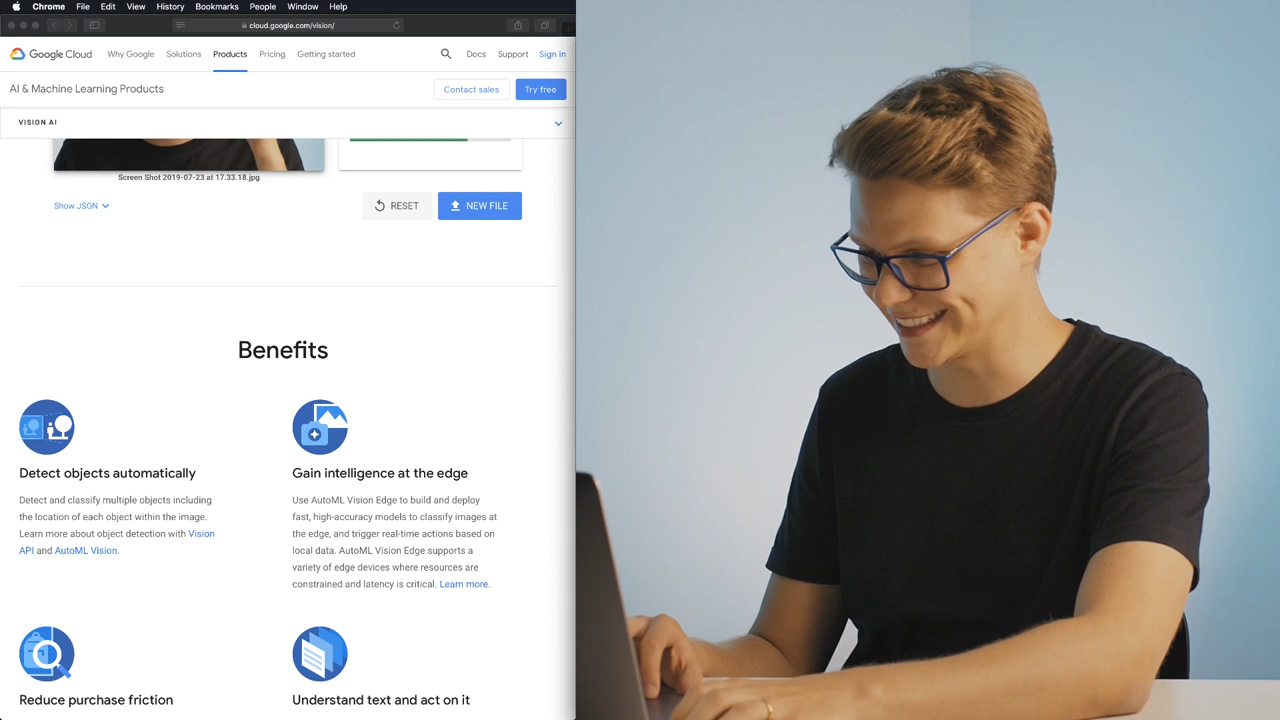 Chrome File Edit View History Bookmarks People Window Help
cloud.google.com/vision/
Google Cloud Why Google Solutions Products Pricing Getting started Docs Support Sign in
AI & Machine Learning Products Contact sales Try free
VISION AI
Screen Shot 2019-07-23 at 17.33.18.jpg
Show JSON RESET NEW FILE
Benefits
Detect objects automatically
Detect and classify multiple objects including
the location of each object within the image.
Learn more about object detection with Vision
API and AutoML Vision.
Gain intelligence at the edge
Use AutoML Vision Edge to build and deploy
fast, high-accuracy models to classify images at
the edge, and trigger real-time actions based on
local data. AutoML Vision Edge supports a
variety of edge devices where resources are
constrained and latency is critical. Learn more.
Reduce purchase friction
Understand text and act on it